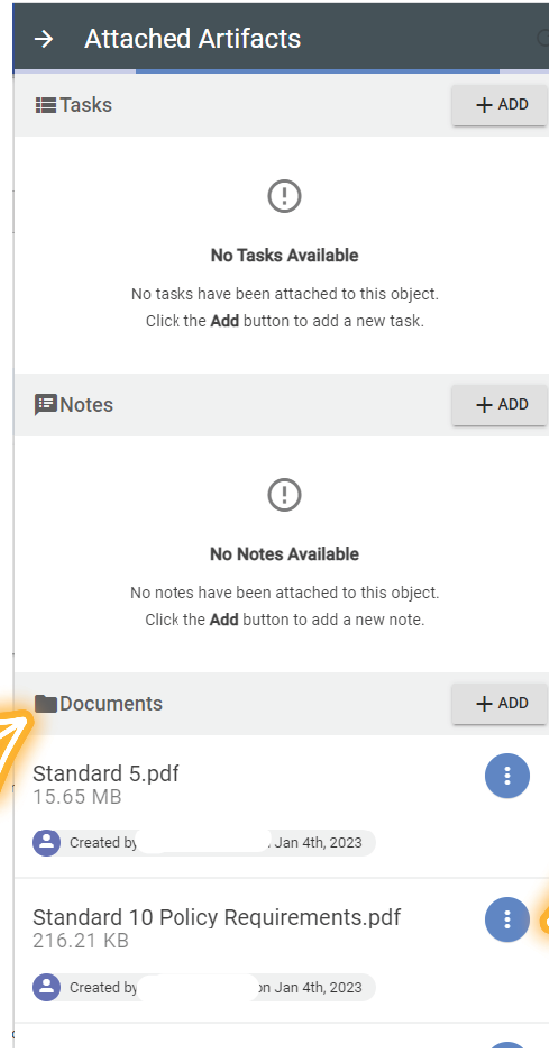 Attached Artifacts
Tasks
ADD
No Tasks Available
No tasks have been attached to this object.
Click the Add button to add a new task.
Notes
ADD
No Notes Available
No notes have been attached to this object.
Click the Add button to add a new note.
Documents
ADD
Standard 5.pdf
15.65 MB
Created by Jan 4th, 2023
Standard 10 Policy Requirements.pdf
216.21 KB
Created by on Jan 4th, 2023